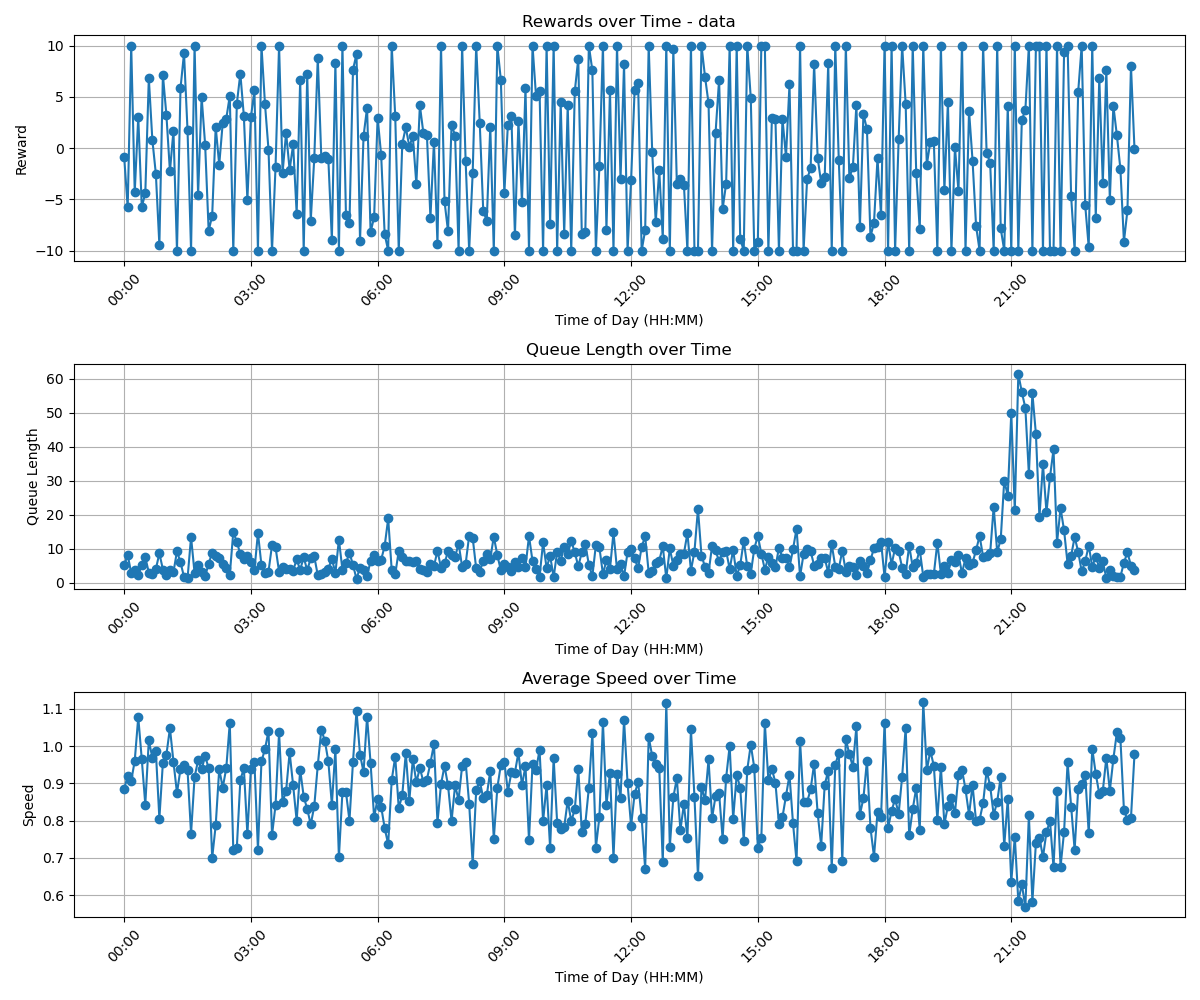 Rewards over Time - data
10
5
0
−5
−10
Reward
00:00 03:00 06:00 09:00 12:00 15:00 18:00 21:00
Time of Day (HH:MM)
Queue Length over Time
60
50
40
30
20
10
0
Queue Length
00:00 03:00 06:00 09:00 12:00 15:00 18:00 21:00
Time of Day (HH:MM)
Average Speed over Time
1.1
1.0
0.9
0.8
0.7
0.6
Speed
00:00 03:00 06:00 09:00 12:00 15:00 18:00 21:00
Time of Day (HH:MM)